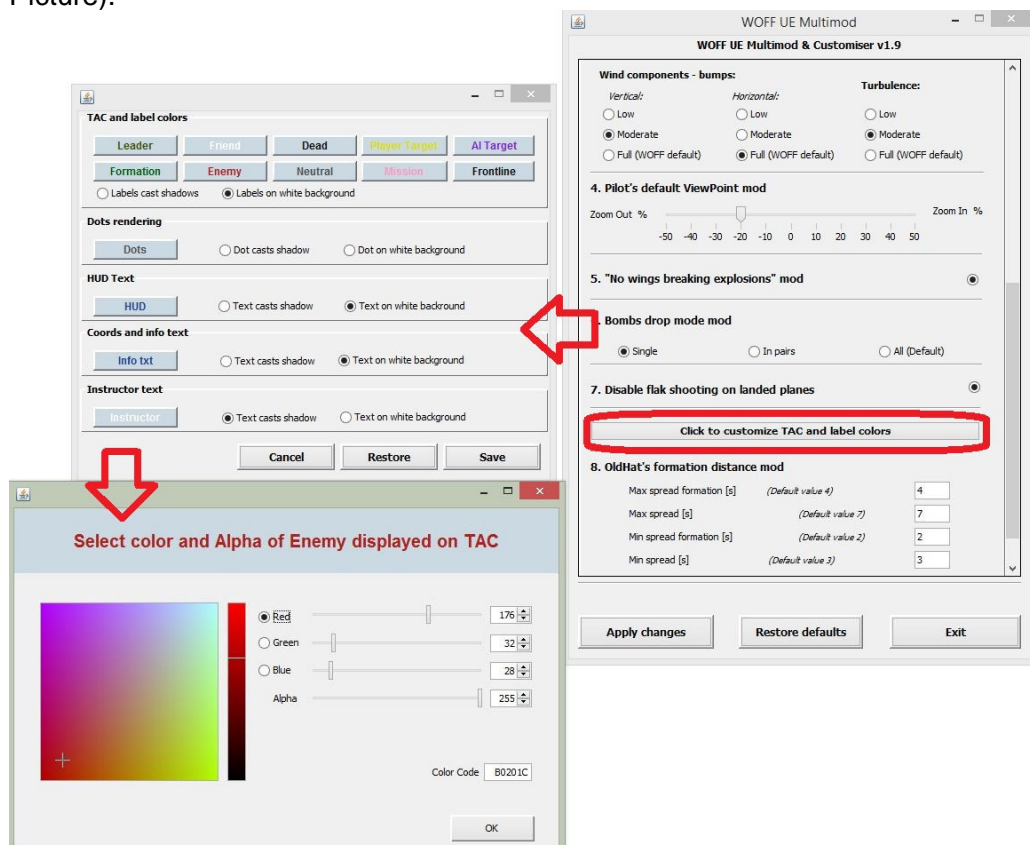 Picture).
WOFF UE Multimod
WOFF UE Multimod & Customiser v1.9
Wind components - bumps:
Turbulence:
Vertical: Horizontal:
Low Low Low
Moderate Moderate Moderate
Full (WOFF default) Full (WOFF default) Full (WOFF default)
4. Pilot's default ViewPoint mod
Zoom Out % Zoom In %
-50 -40 -30 -20 -10 0 10 20 30 40 50
5. "No wings breaking explosions" mod
. Bombs drop mode mod
Single In pairs All (Default)
7. Disable flak shooting on landed planes
Click to customize TAC and label colors
8. OldHat's formation distance mod
Max spread formation [s] (Default value 4) 4
Max spread [s] (Default value 7) 7
Min spread formation [s] (Default value 2) 2
Min spread [s] (Default value 3) 3
Apply changes Restore defaults Exit
TAC and label colors
Leader Friend Dead Player Target AI Target
Formation Enemy Neutral Mission Frontline
Labels cast shadows Labels on white background
Dots rendering
Dots Dot casts shadow Dot on white background
HUD Text
HUD Text casts shadow Text on white backround
Coords and info text
Info txt Text casts shadow Text on white background
Instructor text
Instructor Text casts shadow Text on white background
Cancel Restore Save
Select color and Alpha of Enemy displayed on TAC
Red 176
Green 32
Blue 28
Alpha 255
Color Code B0201C
OK